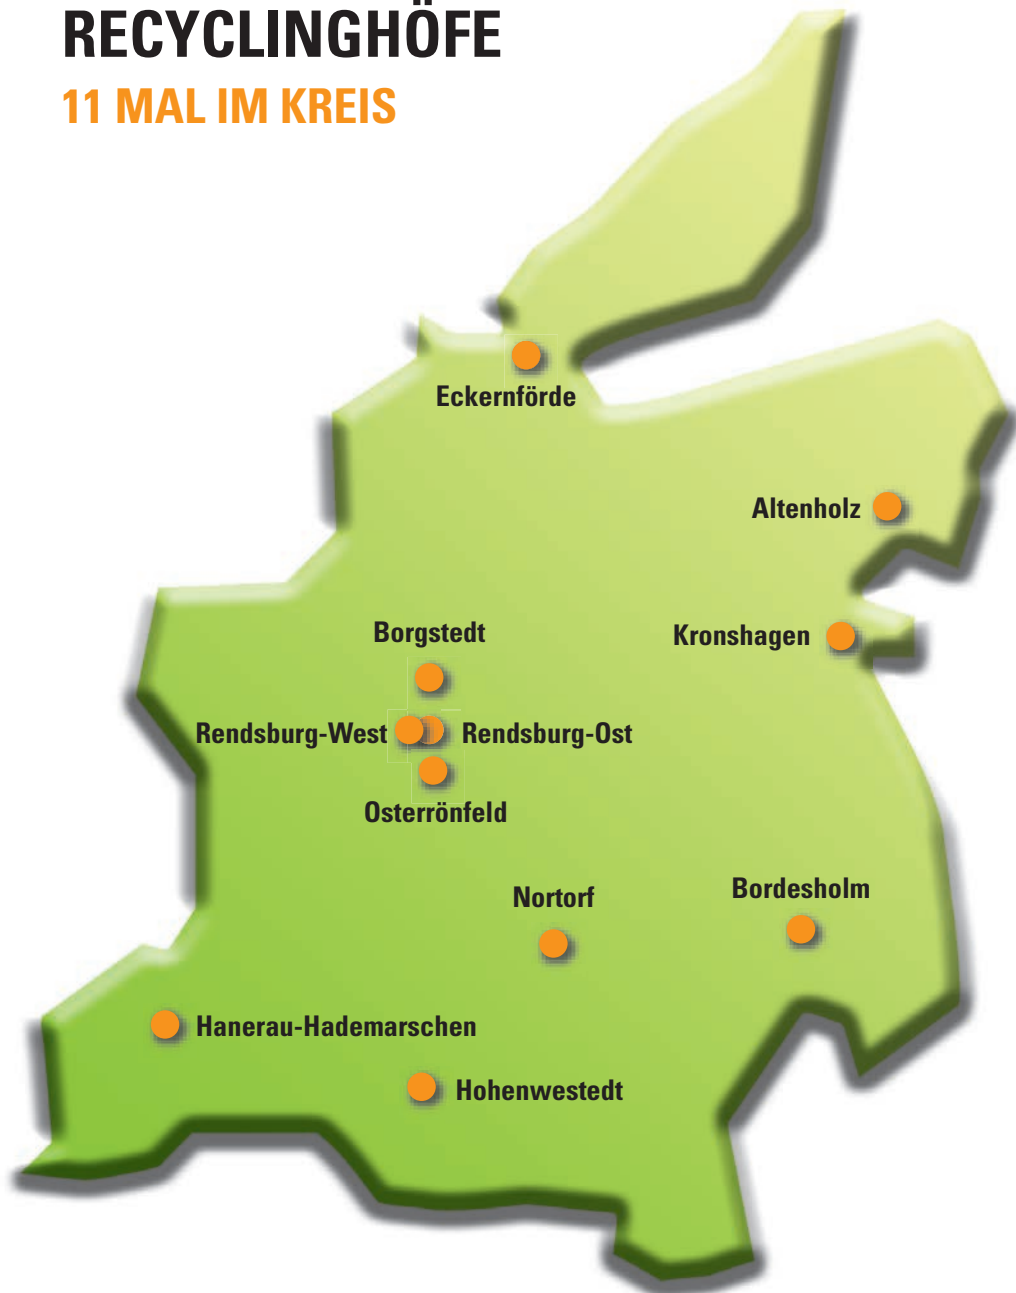 RECYCLINGHÖFE
11 MAL IM KREIS
Eckernförde
Altenholz
Borgstedt
Kronshagen
Rendsburg-West
Rendsburg-Ost
Osterrönfeld
Nortorf
Bordesholm
Hanerau-Hademarschen
Hohenwestedt